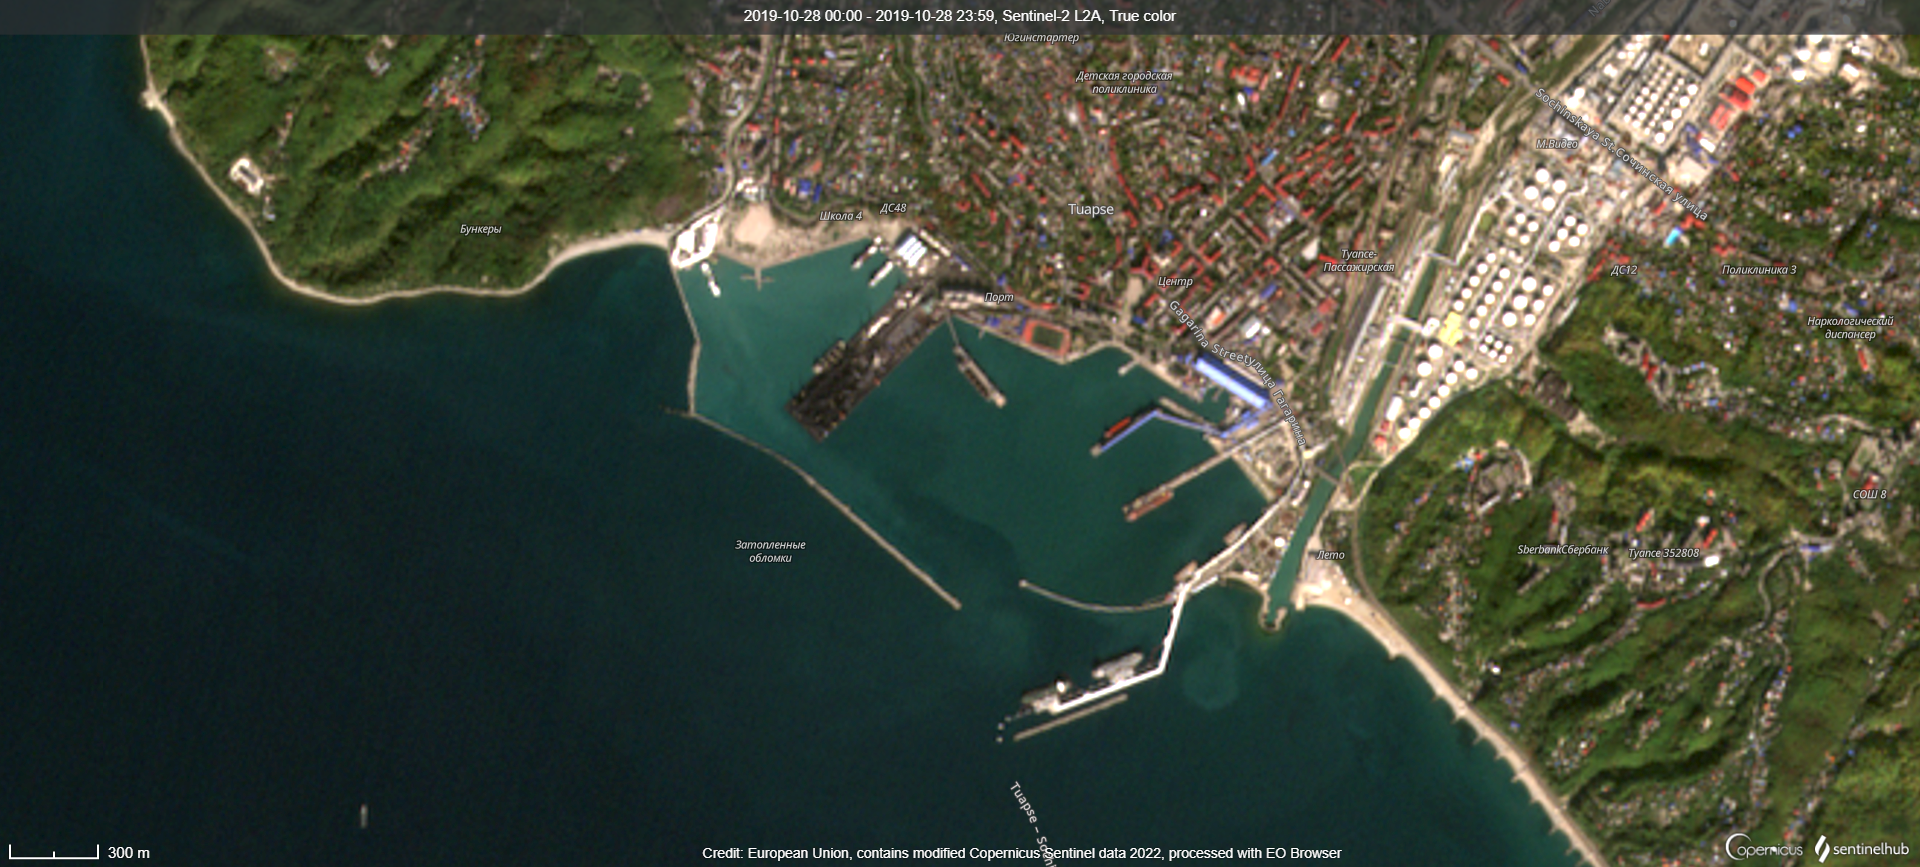 2019-10-28 00:00 - 2019-10-28 23:59, Sentinel-2 L2A, True color
Югинстартер
Детская городская
поликлиника
Sochinskaya St.Сочинская улица
М.Видео
Школа 4
ДС48
Tuapse
Бункеры
Туапсе-
Пассажирская
ДС12
Поликлиника 3
Центр
Порт
Gagarina Streetулица Гагарина
Наркологический
диспансер
СОШ 8
Затопленные
обломки
Лето
SberbankСбербанк
Туапсе 352808
Tuapse – Sochi
300 m
Credit: European Union, contains modified Copernicus Sentinel data 2022, processed with EO Browser
Copernicus
sentinelhub